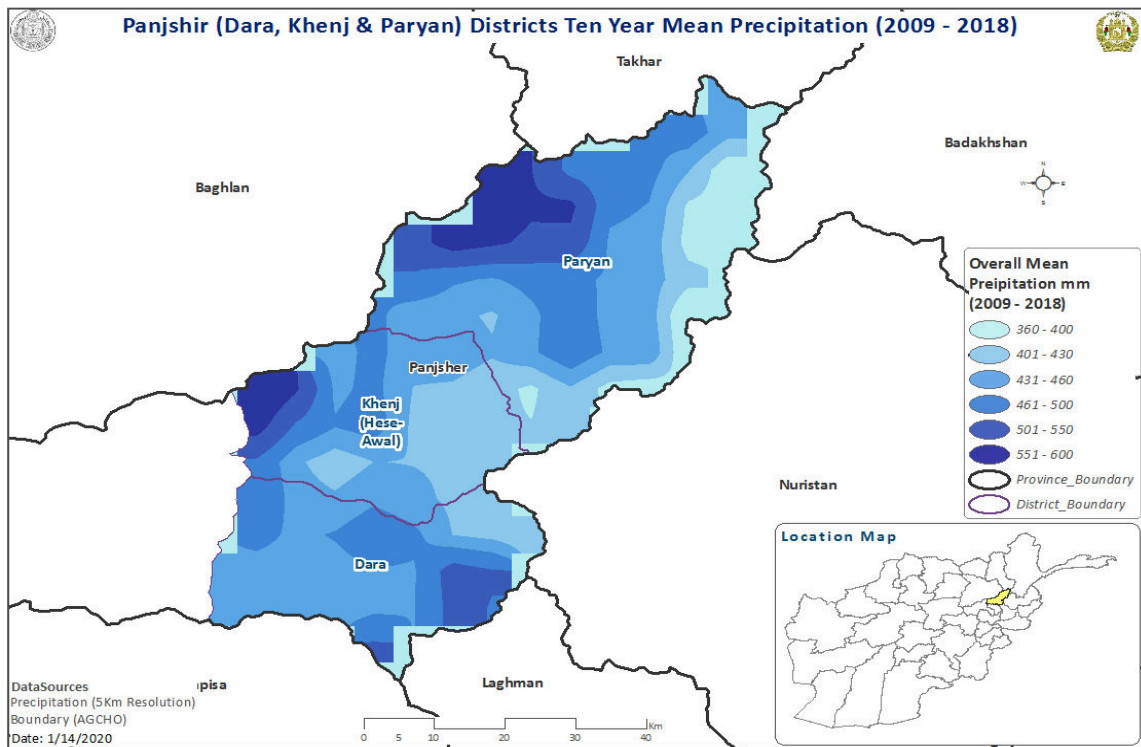 Panjshir (Dara, Khenj & Paryan) Districts Ten Year Mean Precipitation (2009 - 2018)
Takhar
Badakhshan
Baghlan
N
W E
S
Paryan
Overall Mean
Preipitation mm
(2009 - 2018)
360 - 400
401 - 430
431 - 460
461 - 500
501 - 550
551 - 600
Province_Boundary
District_Boundary
Panjsher
Khenj
(Hese-
Awal)
Nuristan
Location Map
Dara
Laghman
DataSources
Precipitation (5Km Resolution)
Boundary (AGCHO)
Date: 1/14/2020
pisa
Km
0 5 10 20 30 40